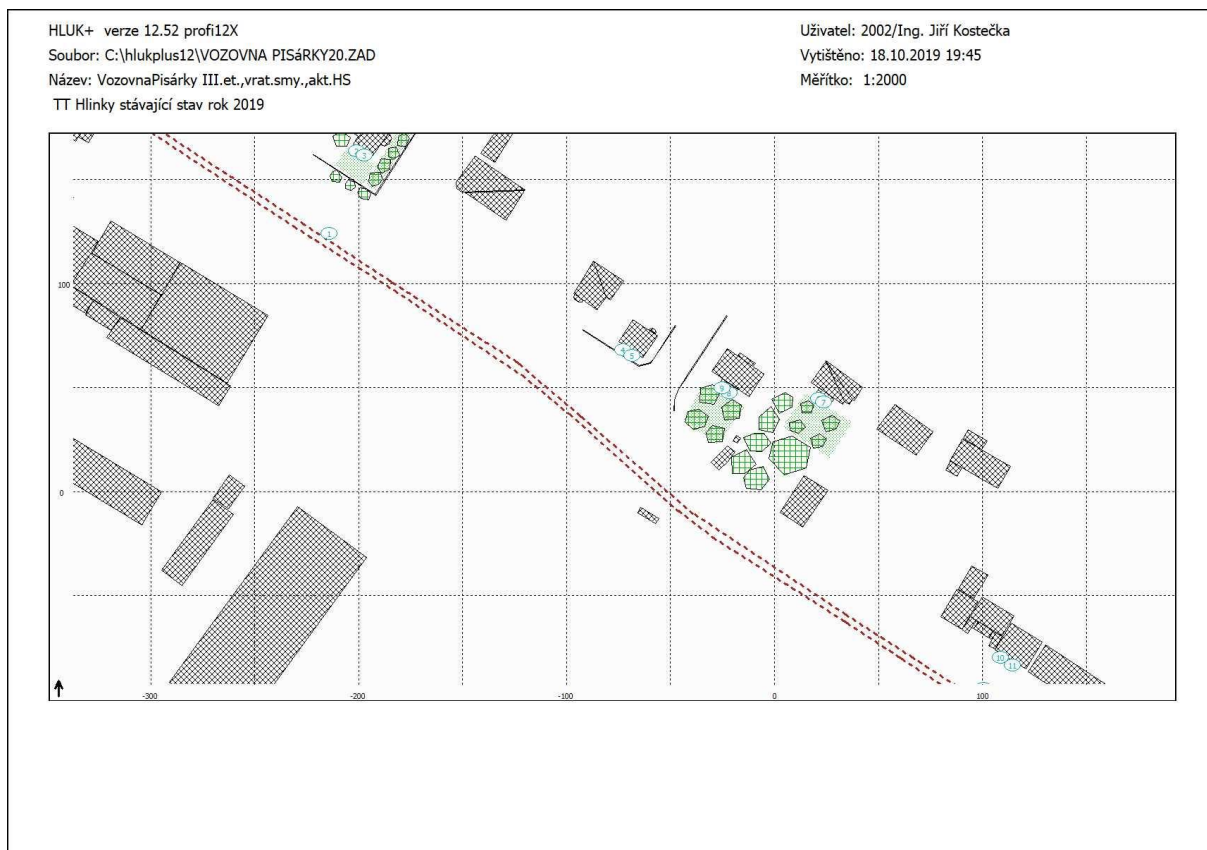 HLUK+ verze 12.52 profi12X
Uživatel: 2002/Ing. Jiří Kostečka
Soubor: C:\hlukplus12\VOZOVNA PISáRKY20.ZAD
Vytištěno: 18.10.2019 19:45
Název: VozovnaPisárky III.et.,vrat.smy.,akt.HS
Měřítko: 1:2000
TT Hlinky stávající stav rok 2019
2
3
1
100
4
5
9
7
0
10
11
-300
-200
-100
0
100